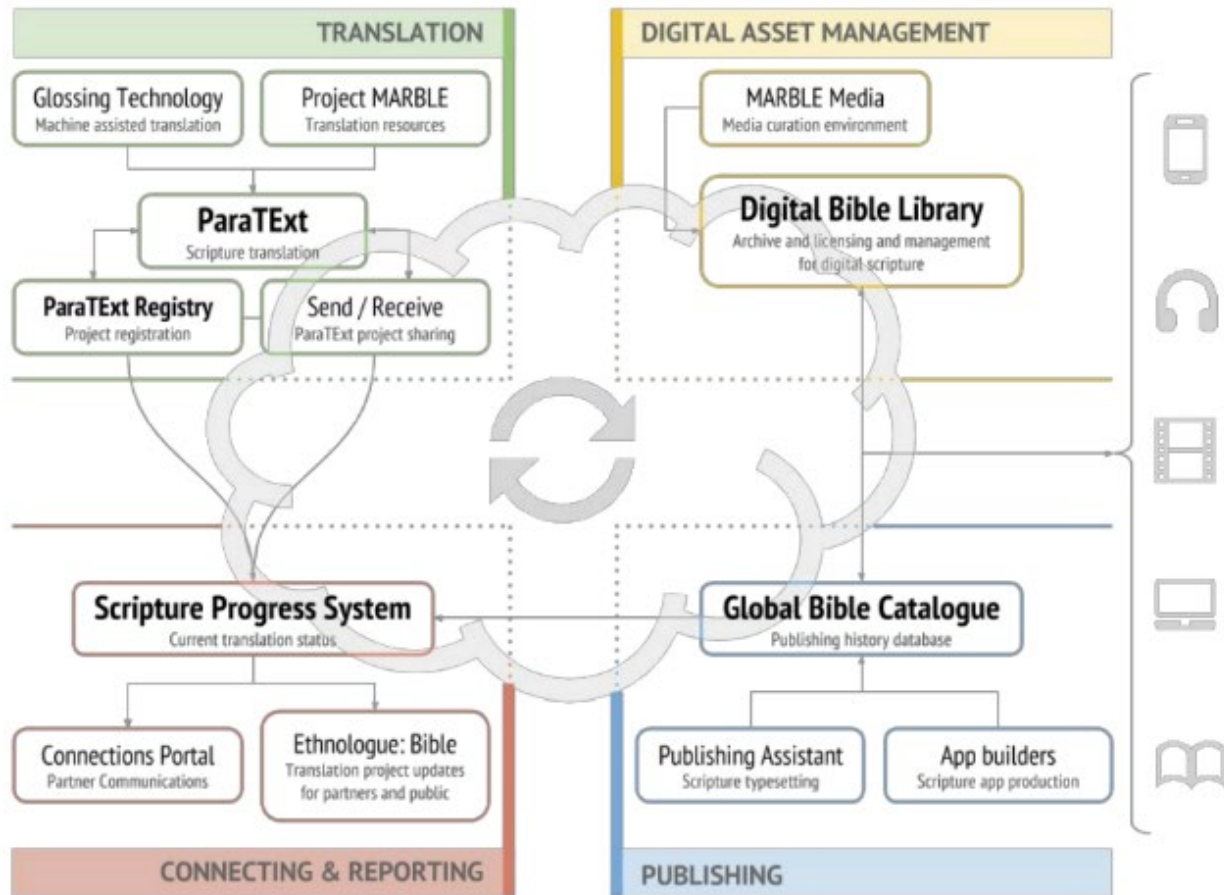 TRANSLATION
DIGITAL ASSET MANAGEMENT
Glossing Technology
Machine assisted translation
Project MARBLE
Translation resources
MARBLE Media
Media curation environment
ParaTExt
Scripture translation
Digital Bible Library
Archive and licensing and management
for digital scripture
ParaTExt Registry
Project registration
Send / Receive
ParaTExt project sharing
Scripture Progress System
Current translation status
Global Bible Catalogue
Publishing history database
Connections Portal
Partner Communications
Ethnologue: Bible
Translation project updates
for partners and public
Publishing Assistant
Scripture typesetting
App builders
Scripture app production
CONNECTING & REPORTING
PUBLISHING